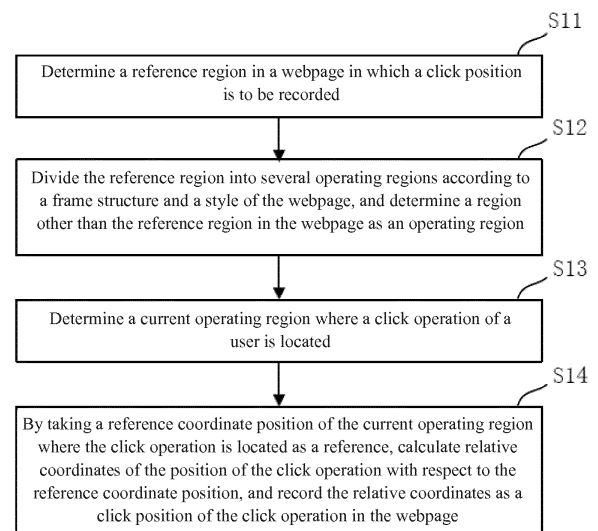 S11
Determine a reference region in a webpage in which a click position
is to be recorded
S12
Divide the reference region into several operating regions according to
a frame structure and a style of the webpage, and determine a region
other than the reference region in the webpage as an operating region
S13
Determine a current operating region where a click operation of a
user is located
S14
By taking a reference coordinate position of the current operating region
where the click operation is located as a reference, calculate relative
coordinates of the position of the click operation with respect to the
reference coordinate position, and record the relative coordinates as a
click position of the click operation in the webpage